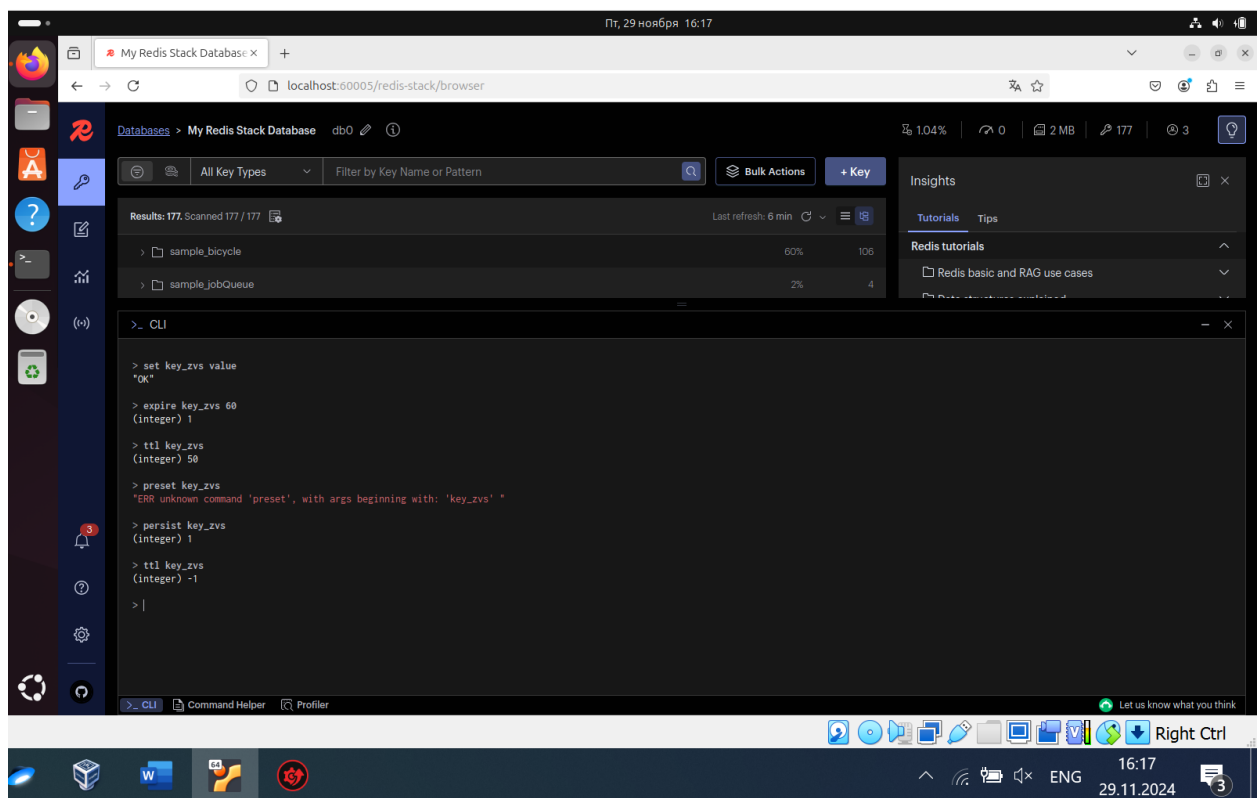 Пт, 29 ноября 16:17
My Redis Stack Database
localhost:60005/redis-stack/browser
Databases > My Redis Stack Database db0
1.04% 0 2 MB 177 3
All Key Types
Filter by Key Name or Pattern
Bulk Actions
+ Key
Results: 177. Scanned 177 / 177
Last refresh: 6 min
sample_bicycle 60% 106
sample_jobQueue 2% 4
Insights
Tutorials Tips
Redis tutorials
Redis basic and RAG use cases
Data structures explained
>_ CLI
> set key_zvs value
"OK"
> expire key_zvs 60
(integer) 1
> ttl key_zvs
(integer) 50
> preset key_zvs
"ERR unknown command 'preset', with args beginning with: 'key_zvs' "
> persist key_zvs
(integer) 1
> ttl key_zvs
(integer) -1
>
3
>_ CLI Command Helper Profiler
Let us know what you think
Right Ctrl
64
W
ENG
16:17
29.11.2024
3